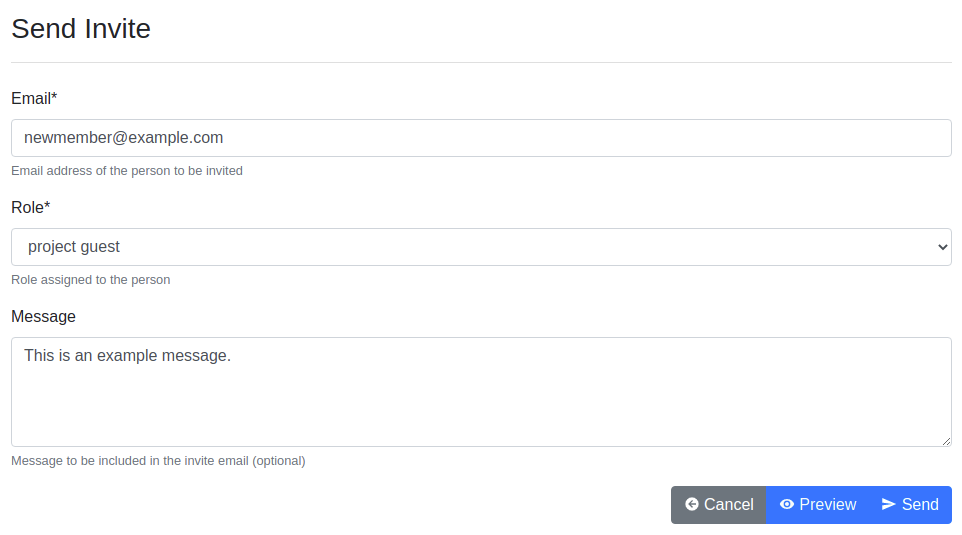 Send Invite
Email*
newmember@example.com
Email address of the person to be invited
Role*
project guest
Role assigned to the person
Message
This is an example message.
Message to be included in the invite email (optional)
Cancel Preview Send